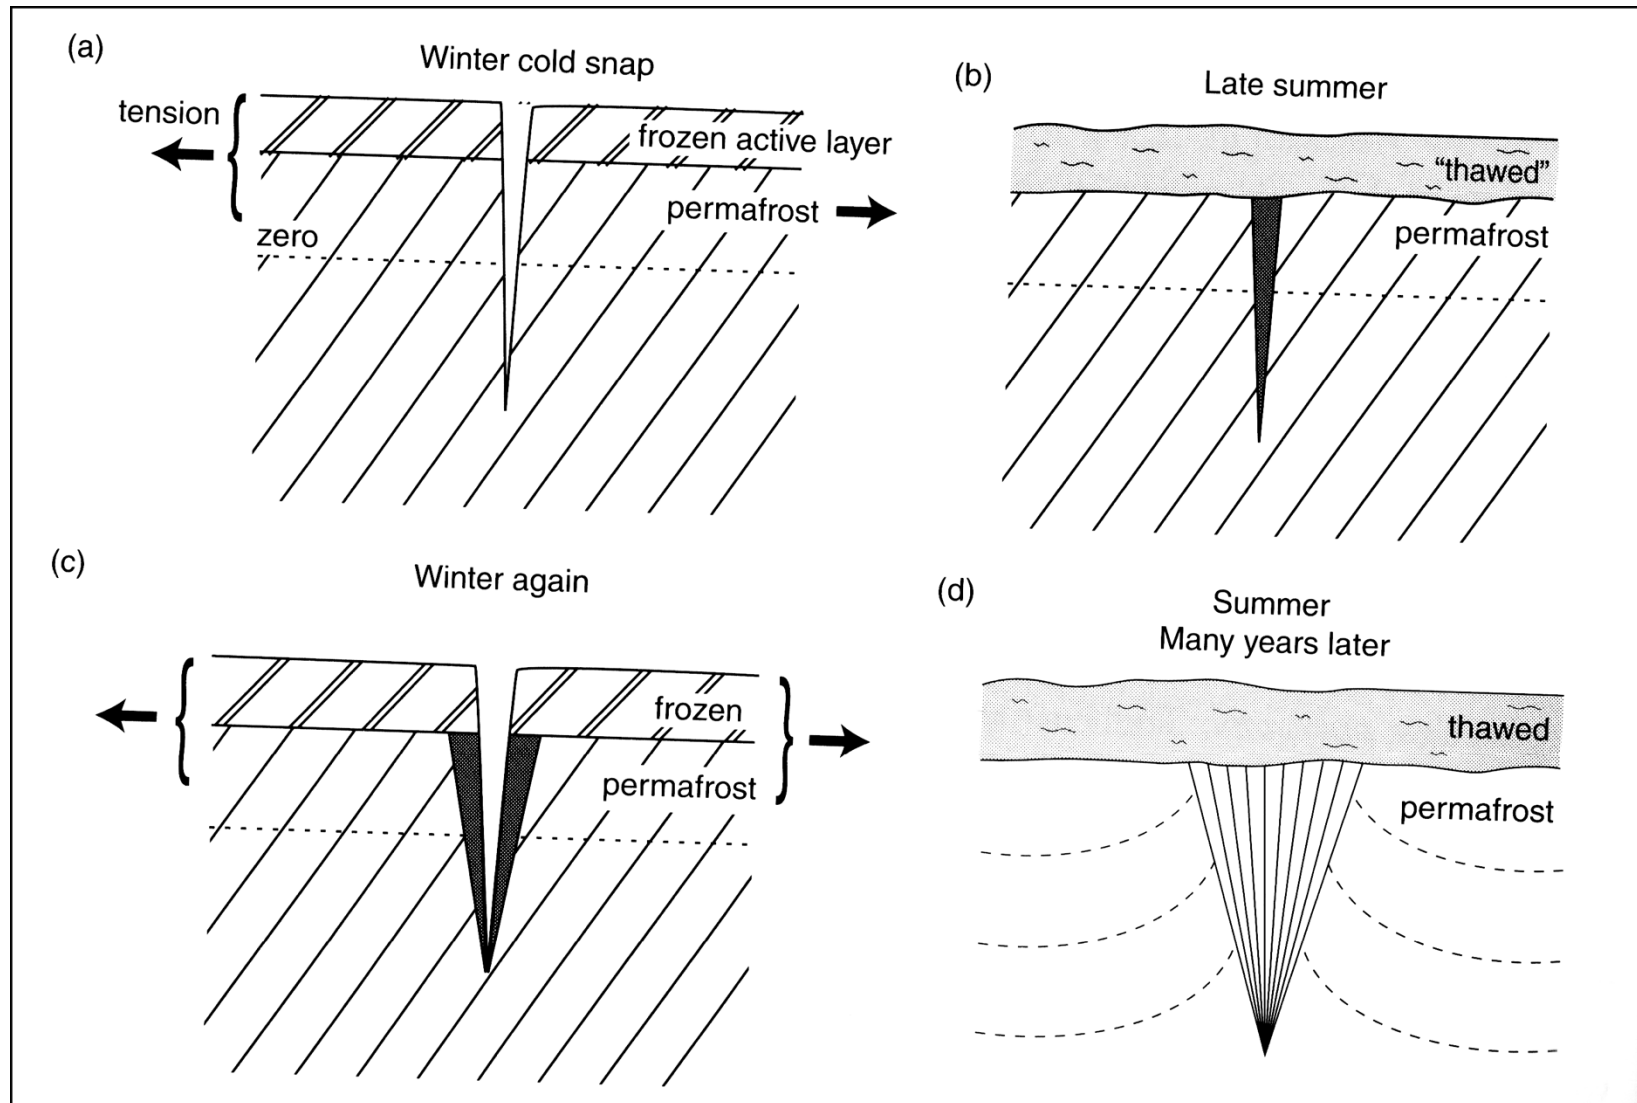 (a)
Winter cold snap
tension
frozen active layer
permafrost
zero
(b)
Late summer
“thawed”
permafrost
(c)
Winter again
frozen
permafrost
(d)
Summer
Many years later
thawed
permafrost